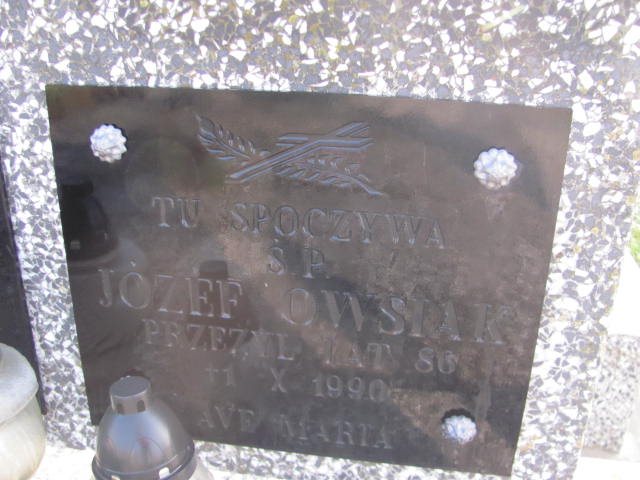 TU SPOCZYWA
Ś.P.
JÓZEF OWSIAK
PRZEŻYŁ LAT 86
†1 X 1990
AVE MARIA